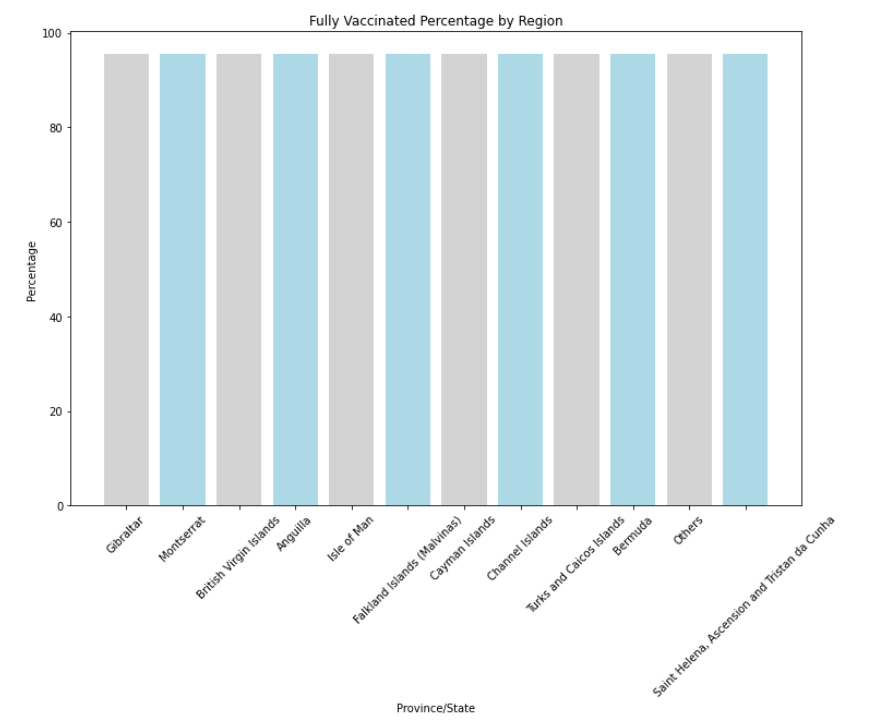 Fully Vaccinated Percentage by Region
100
80
60
40
20
0
Percentage
Gibraltar
Montserrat
British Virgin Islands
Anguilla
Isle of Man
Falkland Islands (Malvinas)
Cayman Islands
Channel Islands
Turks and Caicos Islands
Bermuda
Others
Saint Helena, Ascension and Tristan da Cunha
Province/State